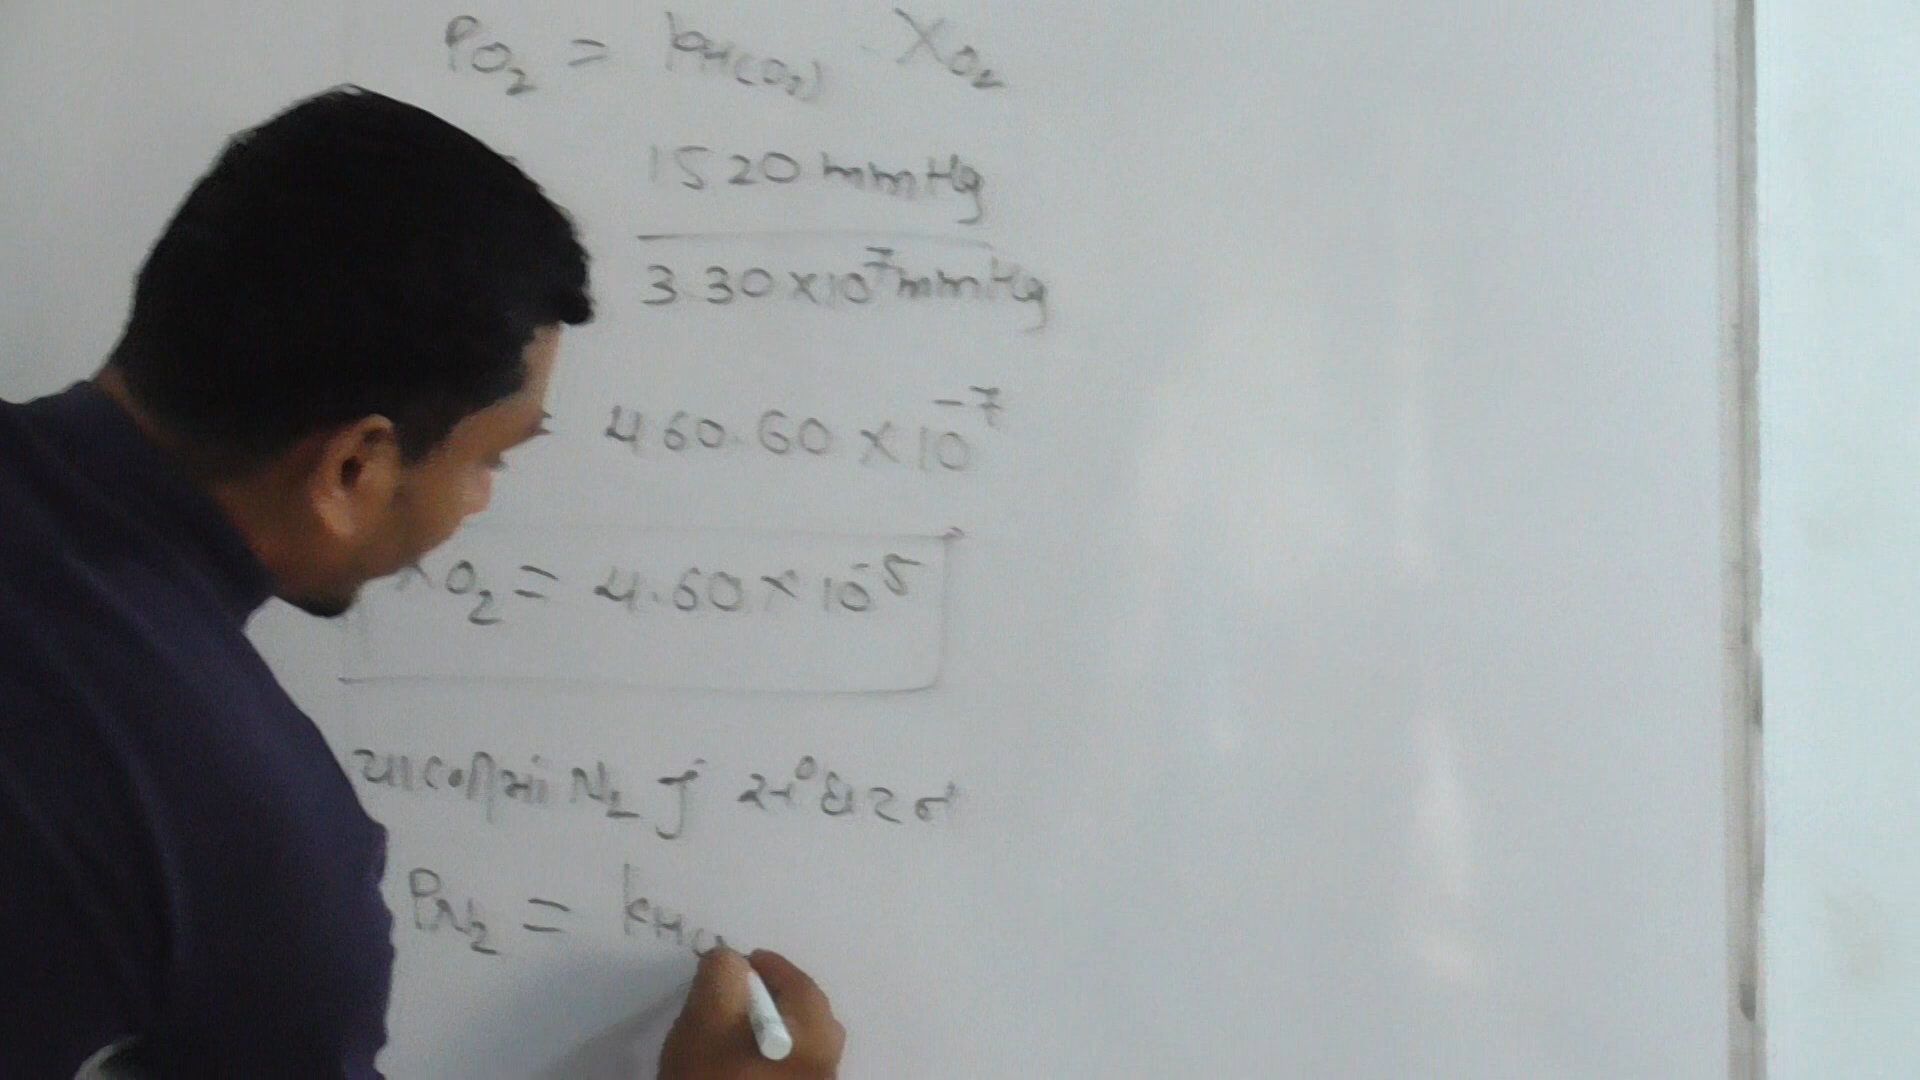 PO₂ = KH(O₂) · XO₂
1520 mmHg
3.30×10⁷ mmHg
= 460.60 × 10⁻⁷
XO₂ = 4.60 × 10⁻⁵
N₂ નું
PN₂ = KH(